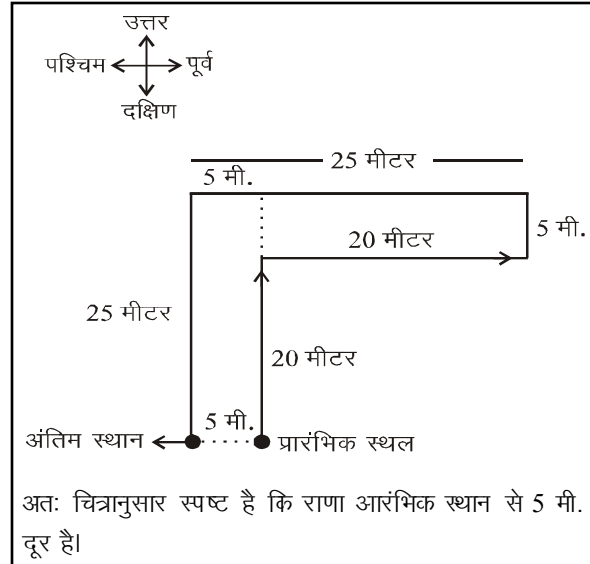 उत्तर
पश्चिम पूर्व
दक्षिण
25 मीटर
5 मी.
20 मीटर 5 मी.
25 मीटर
20 मीटर
5 मी.
अंतिम स्थान प्रारंभिक स्थल
अतः चित्रानुसार स्पष्ट है कि राणा आरंभिक स्थान से 5 मी.
दूर है।